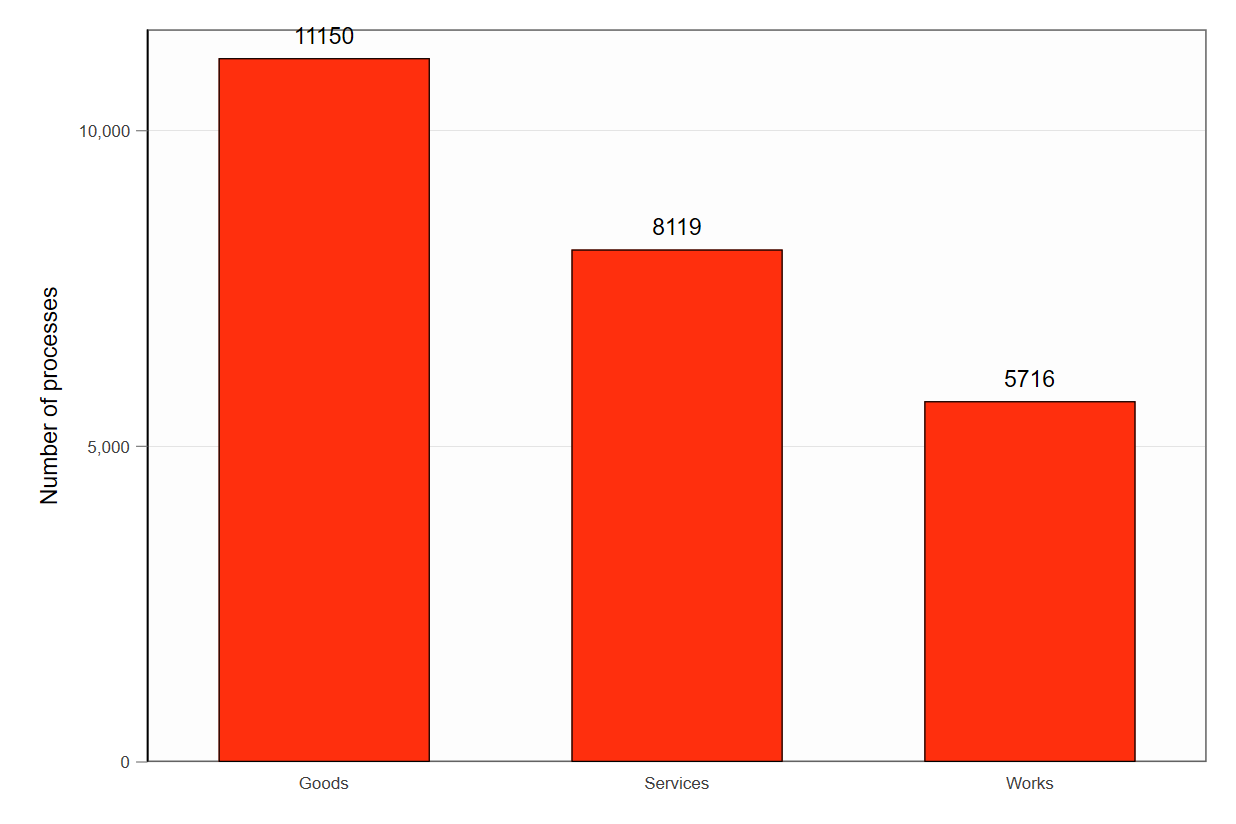 11150
10,000
8119
5716
5,000
0
Number of processes
Goods
Services
Works